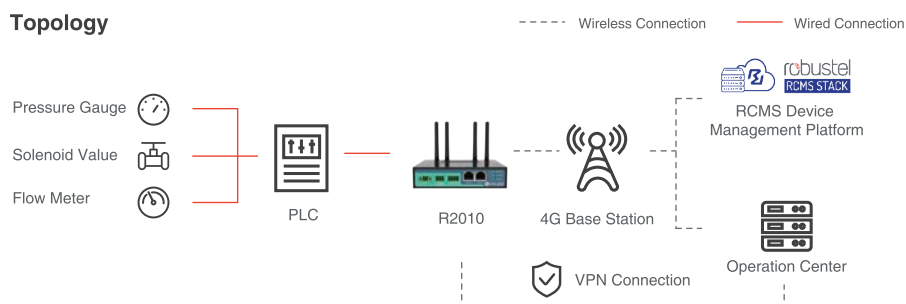 Topology
Wireless Connection
Wired Connection
Pressure Gauge
Solenoid Value
Flow Meter
PLC
R2010
4G Base Station
robustel
RCMS STACK
RCMS Device
Management Platform
Operation Center
VPN Connection